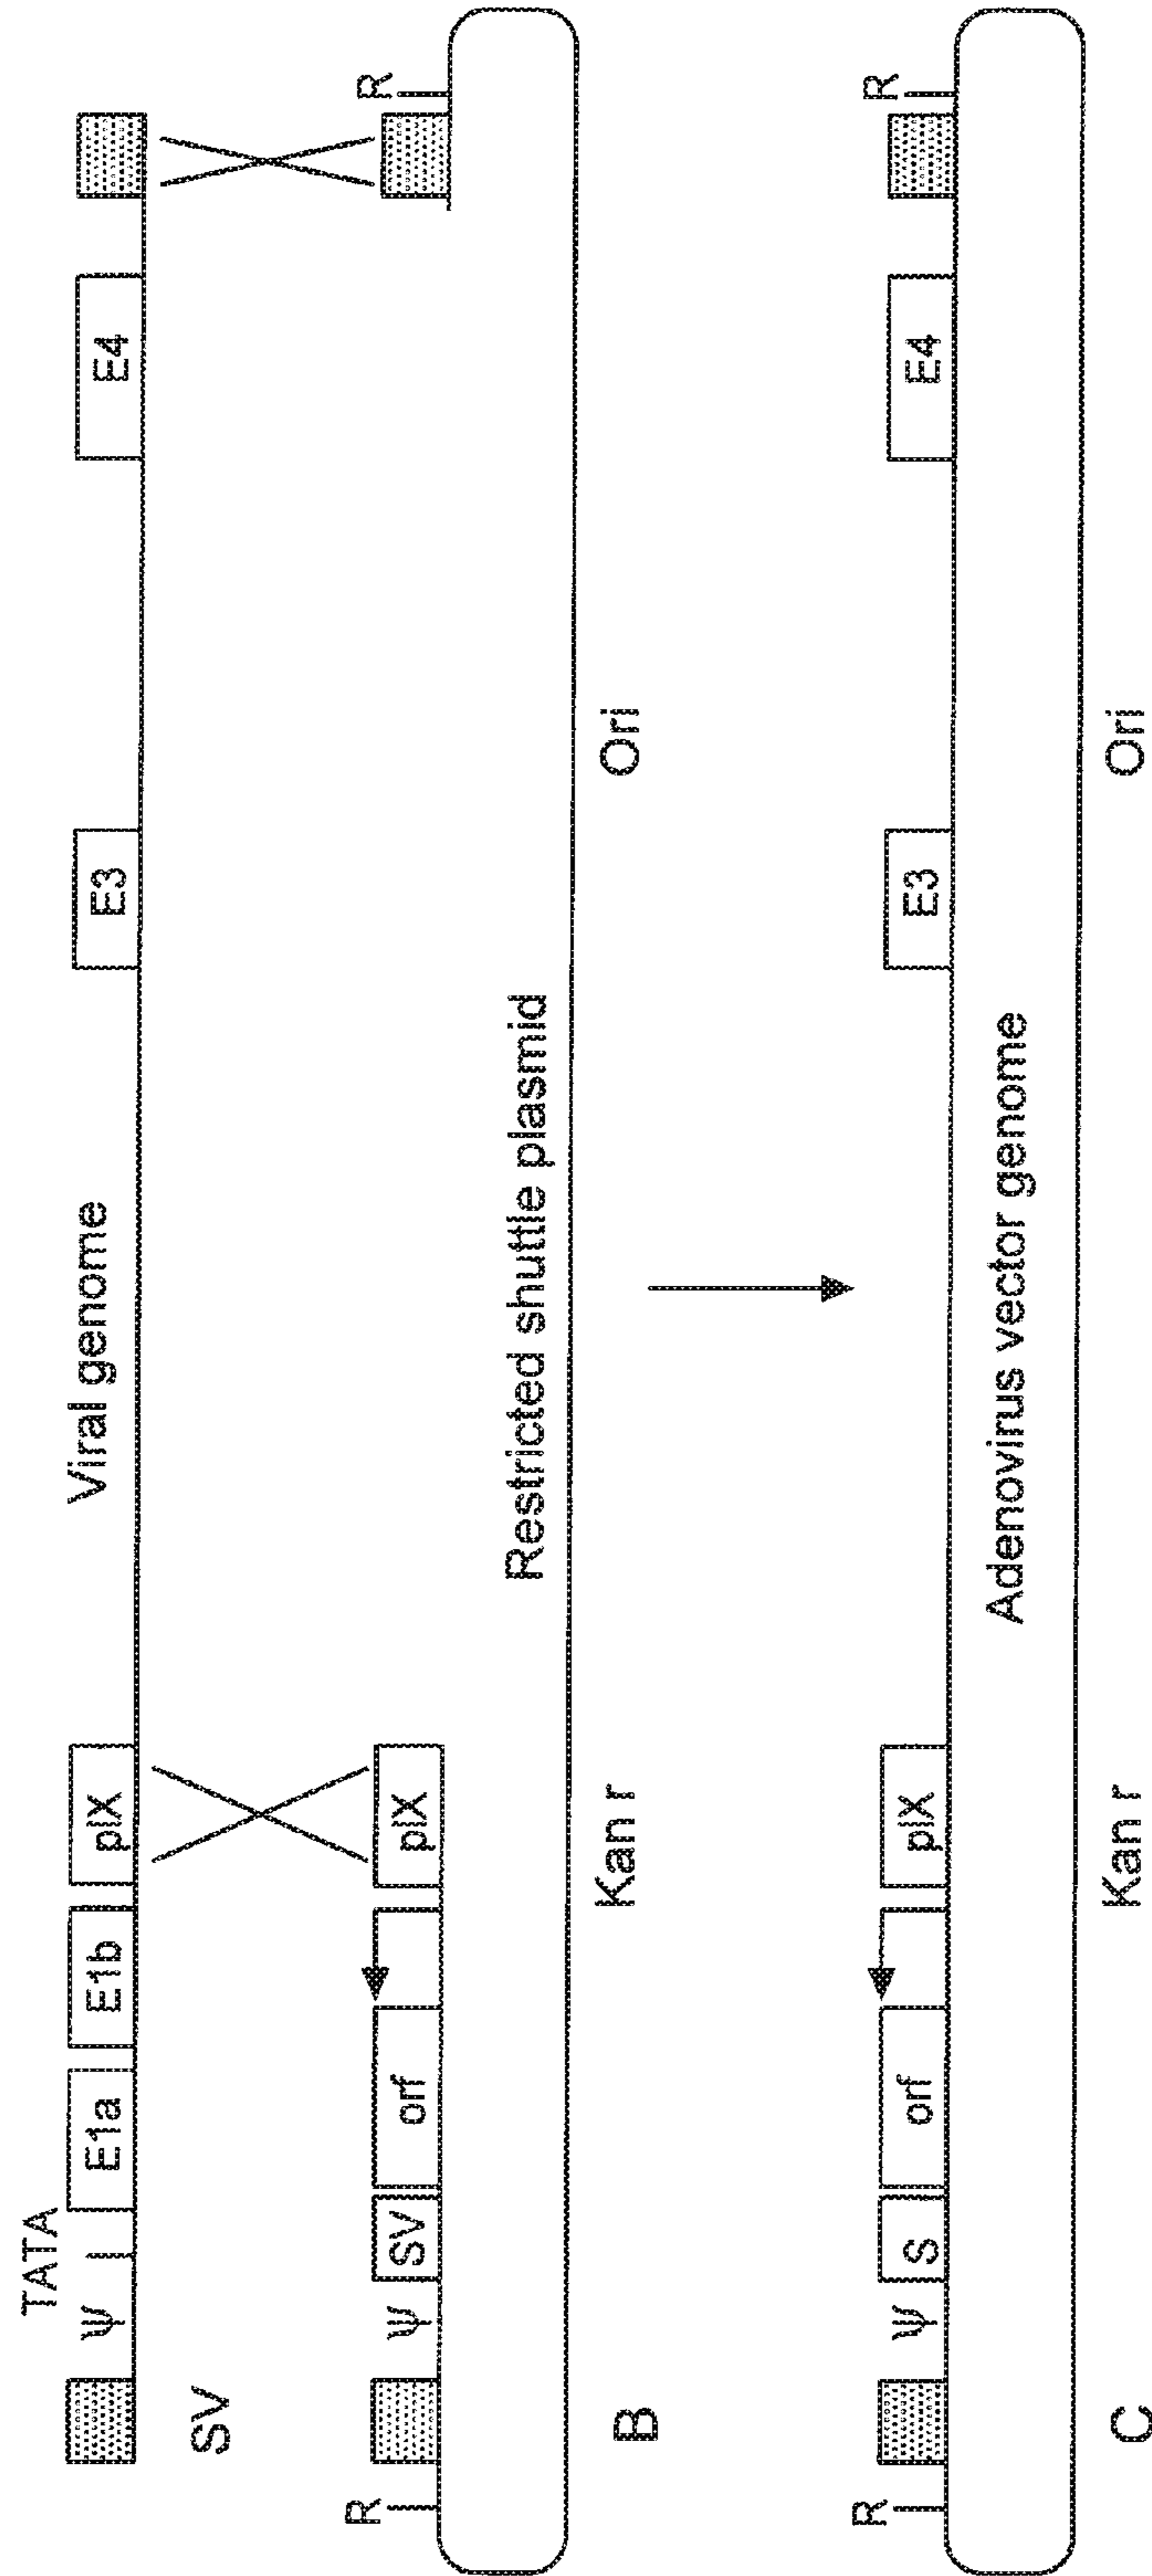 TATA
Ψ E1a E1b pIX Viral genome E3 E4
SV
R Ψ SV orf pIX R
Restricted shuttle plasmid
B Kan r Ori
R Ψ S orf pIX E3 E4 R
Adenovirus vector genome
C Kan r Ori